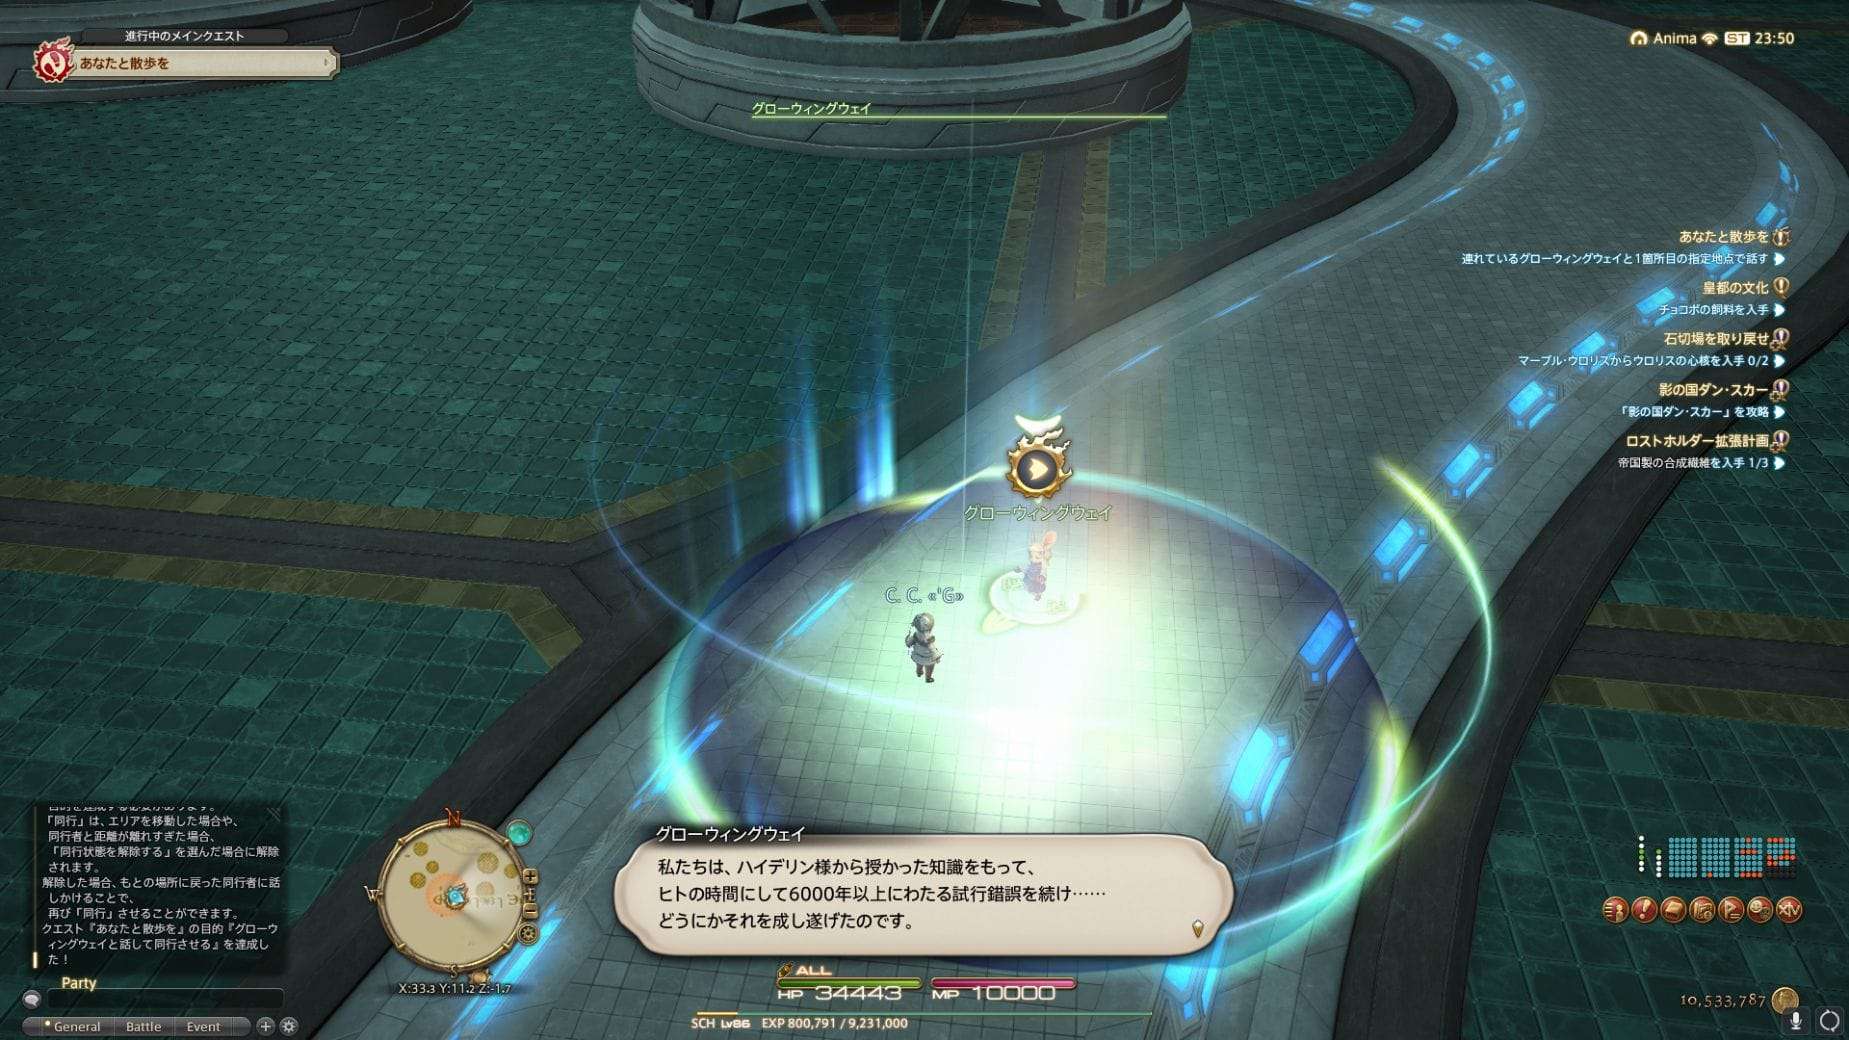 進行中のメインクエスト
あなたと散歩を
Anima ST 23:50
グローウィングウェイ
あなたと散歩を
連れているグローウィングウェイと1箇所目の指定地点で話す
皇都の文化
チョコボの飼料を入手
石切場を取り戻せ
マーブル・ウロリスからウロリスの心核を入手 0/2
影の国ダン・スカー
「影の国ダン・スカー」を攻略
ロストホルダー拡張計画
帝国製の合成繊維を入手 1/3
グローウィングウェイ
C. C. «'G»
「同行」は、エリアを移動した場合や、
同行者と距離が離れすぎた場合、
「同行状態を解除する」を選んだ場合に解除
されます。
解除した場合、もとの場所に戻った同行者に話
しかけることで、
再び「同行」させることができます。
クエスト『あなたと散歩を』の目的『グローウ
ィングウェイと話して同行させる』を達成し
た！
Party
General Battle Event
N
W
S
X:33.3 Y:11.2 Z:-1.7
グローウィングウェイ
私たちは、ハイデリン様から授かった知識をもって、
ヒトの時間にして6000年以上にわたる試行錯誤を続け……
どうにかそれを成し遂げたのです。
ALL
HP 34443 MP 10000
SCH Lv86 EXP 800,791 / 9,231,000
XIV
10,533,787